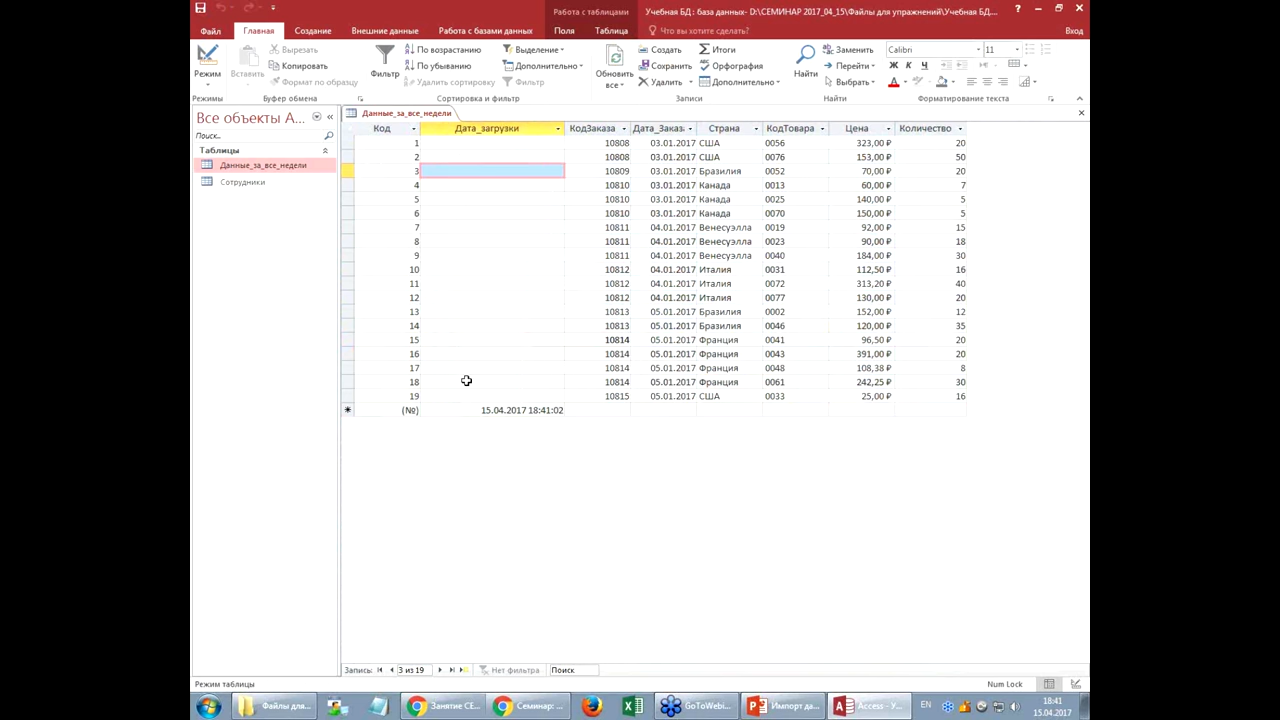 Работа с таблицами
Учебная БД : база данных- D:\СЕМИНАР 2017_04_15\Файлы для упражнений\Учебная БД....
Файл Главная Создание Внешние данные Работа с базами данных Поля Таблица Что вы хотите сделать? Вход
Режим
Режимы
Вставить
Вырезать
Копировать
Формат по образцу
Буфер обмена
Фильтр
По возрастанию
По убыванию
Удалить сортировку
Выделение
Дополнительно
Фильтр
Сортировка и фильтр
Обновить все
Создать
Сохранить
Удалить
Итоги
Орфография
Дополнительно
Записи
Найти
Заменить
Перейти
Выбрать
Найти
Calibri 11
Ж К Ч
А
Форматирование текста
Все объекты A...
Поиск...
Таблицы
Данные_за_все_недели
Сотрудники
Данные_за_все_недели
Код Дата_загрузки КодЗаказа Дата_Заказа Страна КодТовара Цена Количество
1 10808 03.01.2017 США 0056 323,00 ₽ 20
2 10808 03.01.2017 США 0076 153,00 ₽ 50
3 10809 03.01.2017 Бразилия 0052 70,00 ₽ 20
4 10810 03.01.2017 Канада 0013 60,00 ₽ 7
5 10810 03.01.2017 Канада 0025 140,00 ₽ 5
6 10810 03.01.2017 Канада 0070 150,00 ₽ 5
7 10811 04.01.2017 Венесуэлла 0019 92,00 ₽ 15
8 10811 04.01.2017 Венесуэлла 0023 90,00 ₽ 18
9 10811 04.01.2017 Венесуэлла 0040 184,00 ₽ 30
10 10812 04.01.2017 Италия 0031 112,50 ₽ 16
11 10812 04.01.2017 Италия 0072 313,20 ₽ 40
12 10812 04.01.2017 Италия 0077 130,00 ₽ 20
13 10813 05.01.2017 Бразилия 0002 152,00 ₽ 12
14 10813 05.01.2017 Бразилия 0046 120,00 ₽ 35
15 10814 05.01.2017 Франция 0041 96,50 ₽ 20
16 10814 05.01.2017 Франция 0043 391,00 ₽ 20
17 10814 05.01.2017 Франция 0048 108,38 ₽ 8
18 10814 05.01.2017 Франция 0061 242,25 ₽ 30
19 10815 05.01.2017 США 0033 25,00 ₽ 16
(№) 15.04.2017 18:41:02
Запись: 3 из 19 Нет фильтра Поиск
Режим таблицы Num Lock
Файлы для... Занятие СЕ... Семинар: ... GoToWebi... Импорт да... Access - У... EN 18:41
15.04.2017